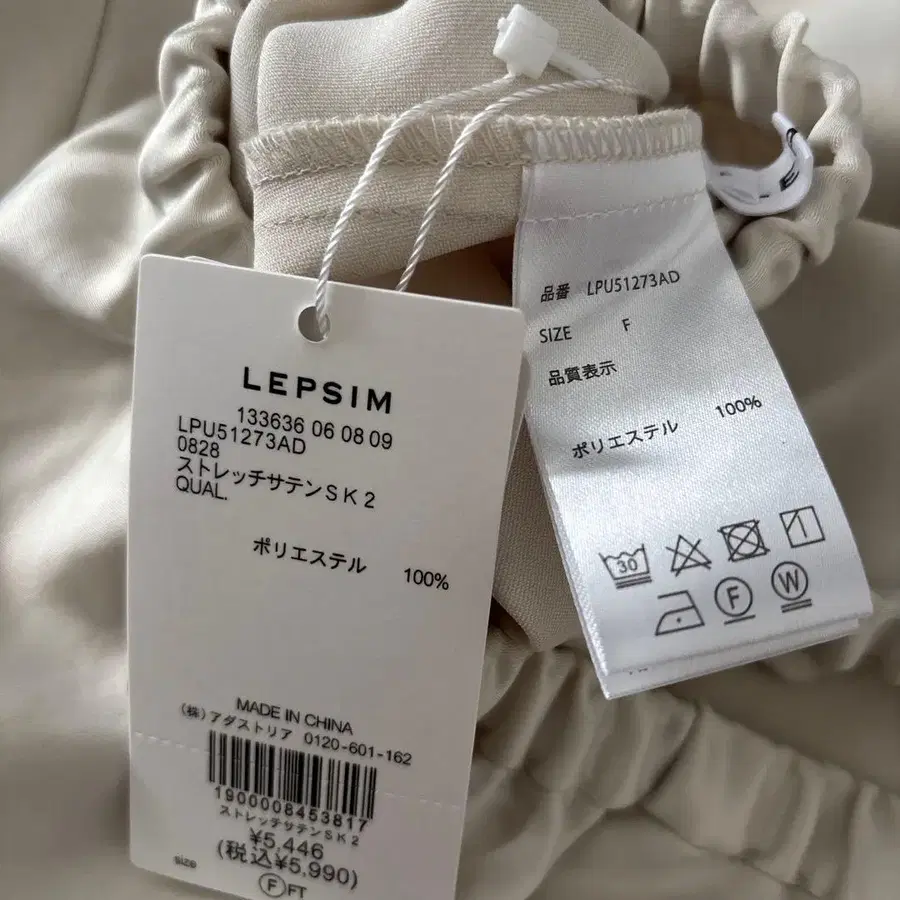 LEPSIM
133636 06 08 09
LPU51273AD
0828
ストレッチサテンSK2
QUAL.
ポリエステル 100%
MADE IN CHINA
(株)アダストリア 0120-601-162
1900008453817
ストレッチサテンSK2
¥5,446
(税込¥5,990)
size
F FT
品番 LPU51273AD
SIZE F
品質表示
ポリエステル 100%
30
F W